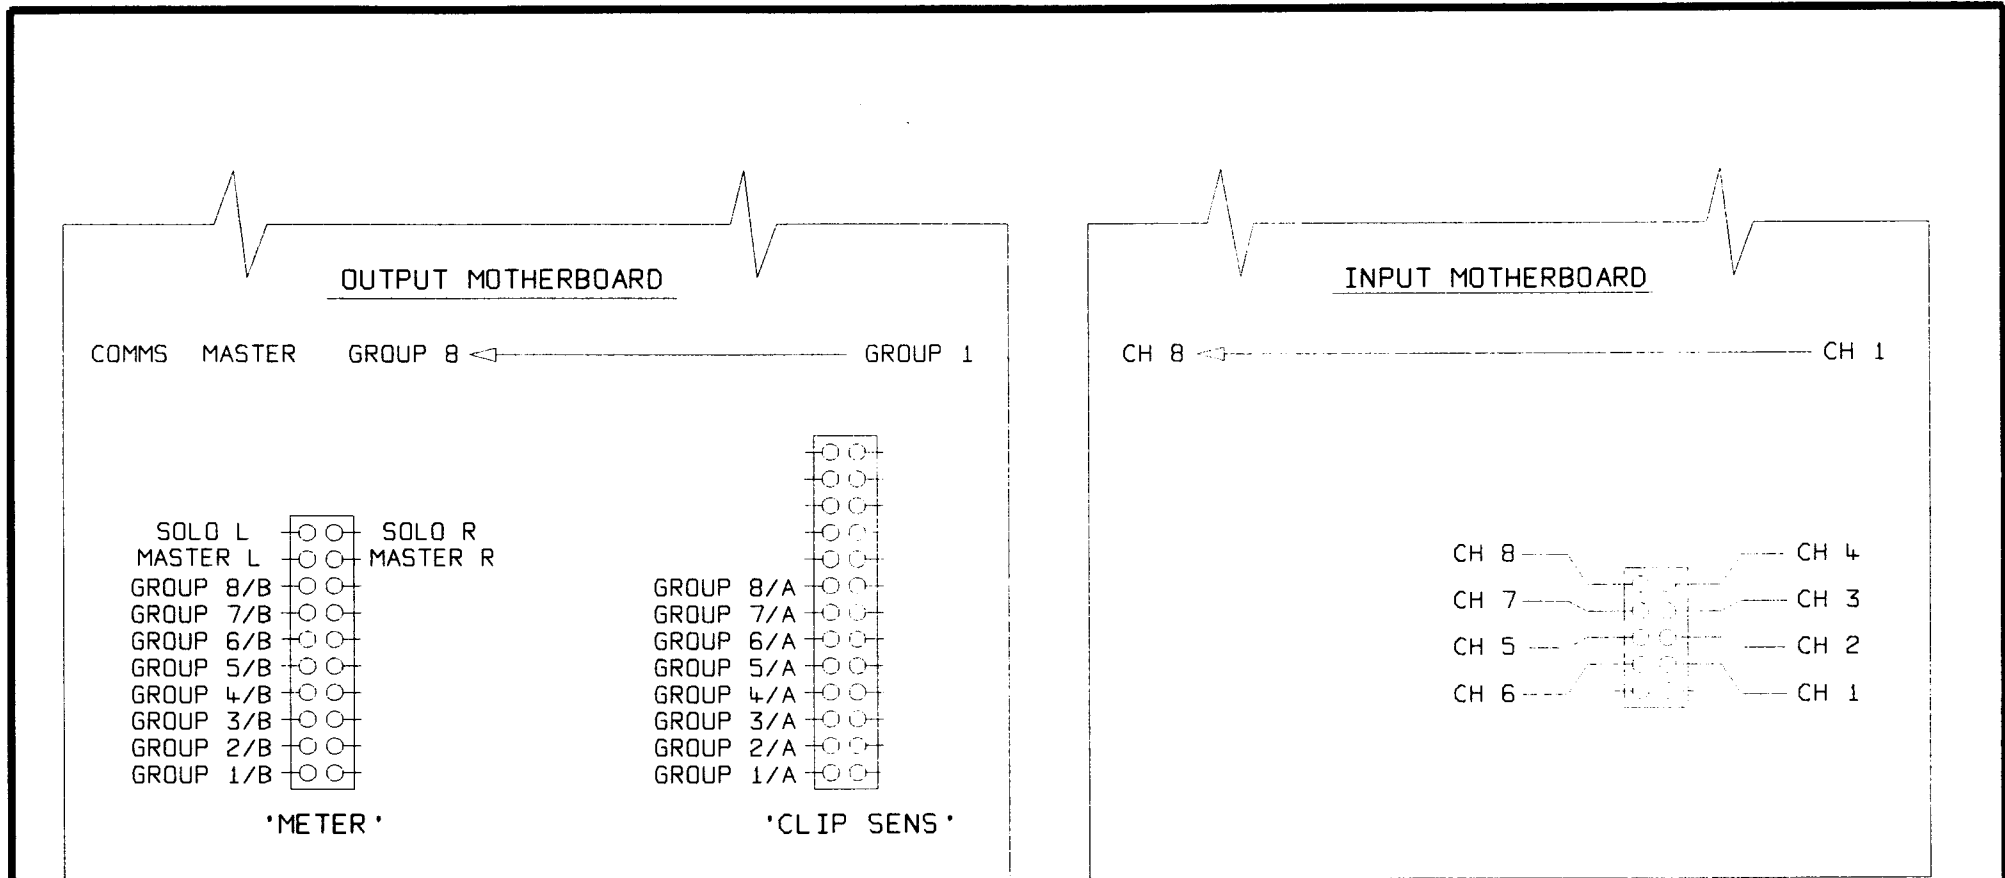 OUTPUT MOTHERBOARD
COMMS MASTER GROUP 8 GROUP 1
SOLO L SOLO R
MASTER L MASTER R
GROUP 8/B
GROUP 7/B
GROUP 6/B
GROUP 5/B
GROUP 4/B
GROUP 3/B
GROUP 2/B
GROUP 1/B
'METER'
GROUP 8/A
GROUP 7/A
GROUP 6/A
GROUP 5/A
GROUP 4/A
GROUP 3/A
GROUP 2/A
GROUP 1/A
'CLIP SENS'
INPUT MOTHERBOARD
CH 8 CH 1
CH 8 CH 4
CH 7 CH 3
CH 5 CH 2
CH 6 CH 1